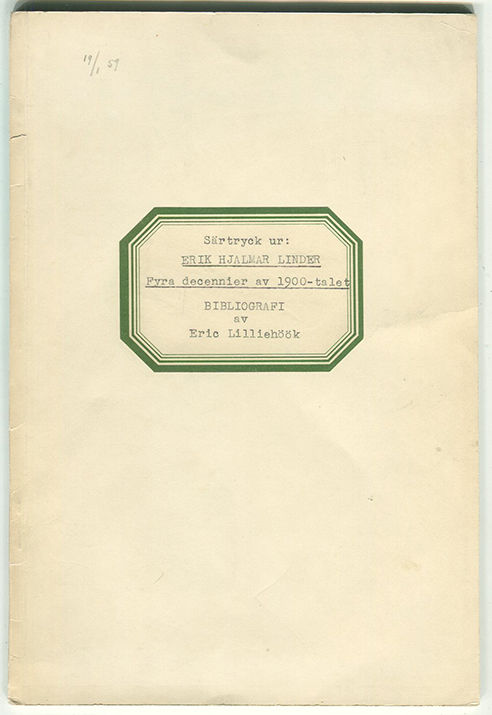 19/1 59
Särtryck ur:
ERIK HJALMAR LINDER
Fyra decennier av 1900-talet
BIBLIOGRAFI
av
Eric Lilliehöök